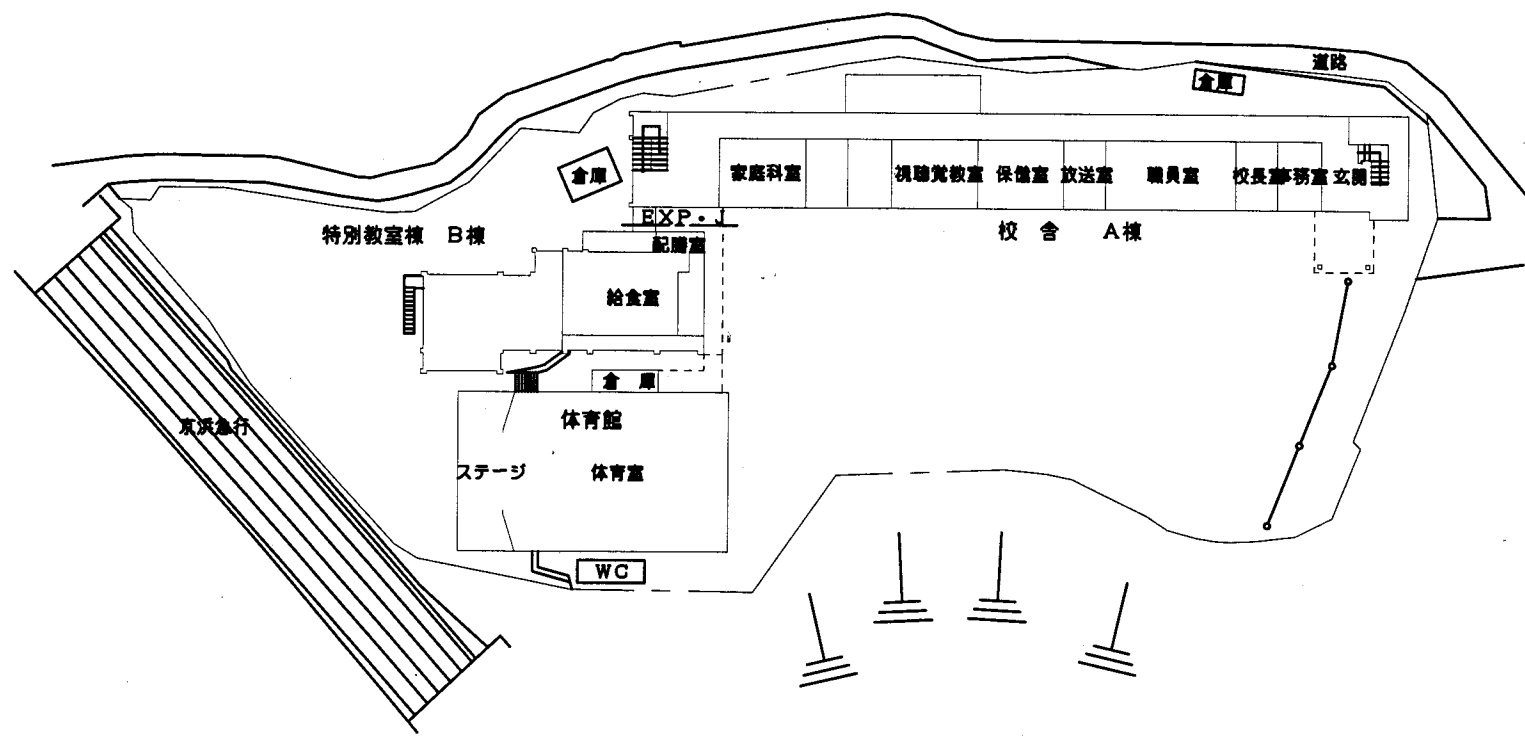 道路
倉庫
倉庫
家庭科室
視聴覚教室
保健室
放送室
職員室
校長室
事務室
玄関
EXP・J
特別教室棟 B棟
配膳室
校舎 A棟
給食室
倉庫
体育館
京浜急行
ステージ
体育室
WC